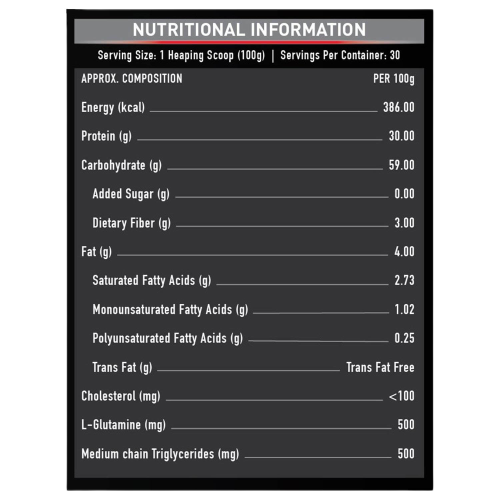 NUTRITIONAL INFORMATION
Serving Size: 1 Heaping Scoop (100g) | Servings Per Container: 30
APPROX. COMPOSITION PER 100g
Energy (kcal) 386.00
Protein (g) 30.00
Carbohydrate (g) 59.00
Added Sugar (g) 0.00
Dietary Fiber (g) 3.00
Fat (g) 4.00
Saturated Fatty Acids (g) 2.73
Monounsaturated Fatty Acids (g) 1.02
Polyunsaturated Fatty Acids (g) 0.25
Trans Fat (g) Trans Fat Free
Cholesterol (mg) <100
L-Glutamine (mg) 500
Medium chain Triglycerides (mg) 500